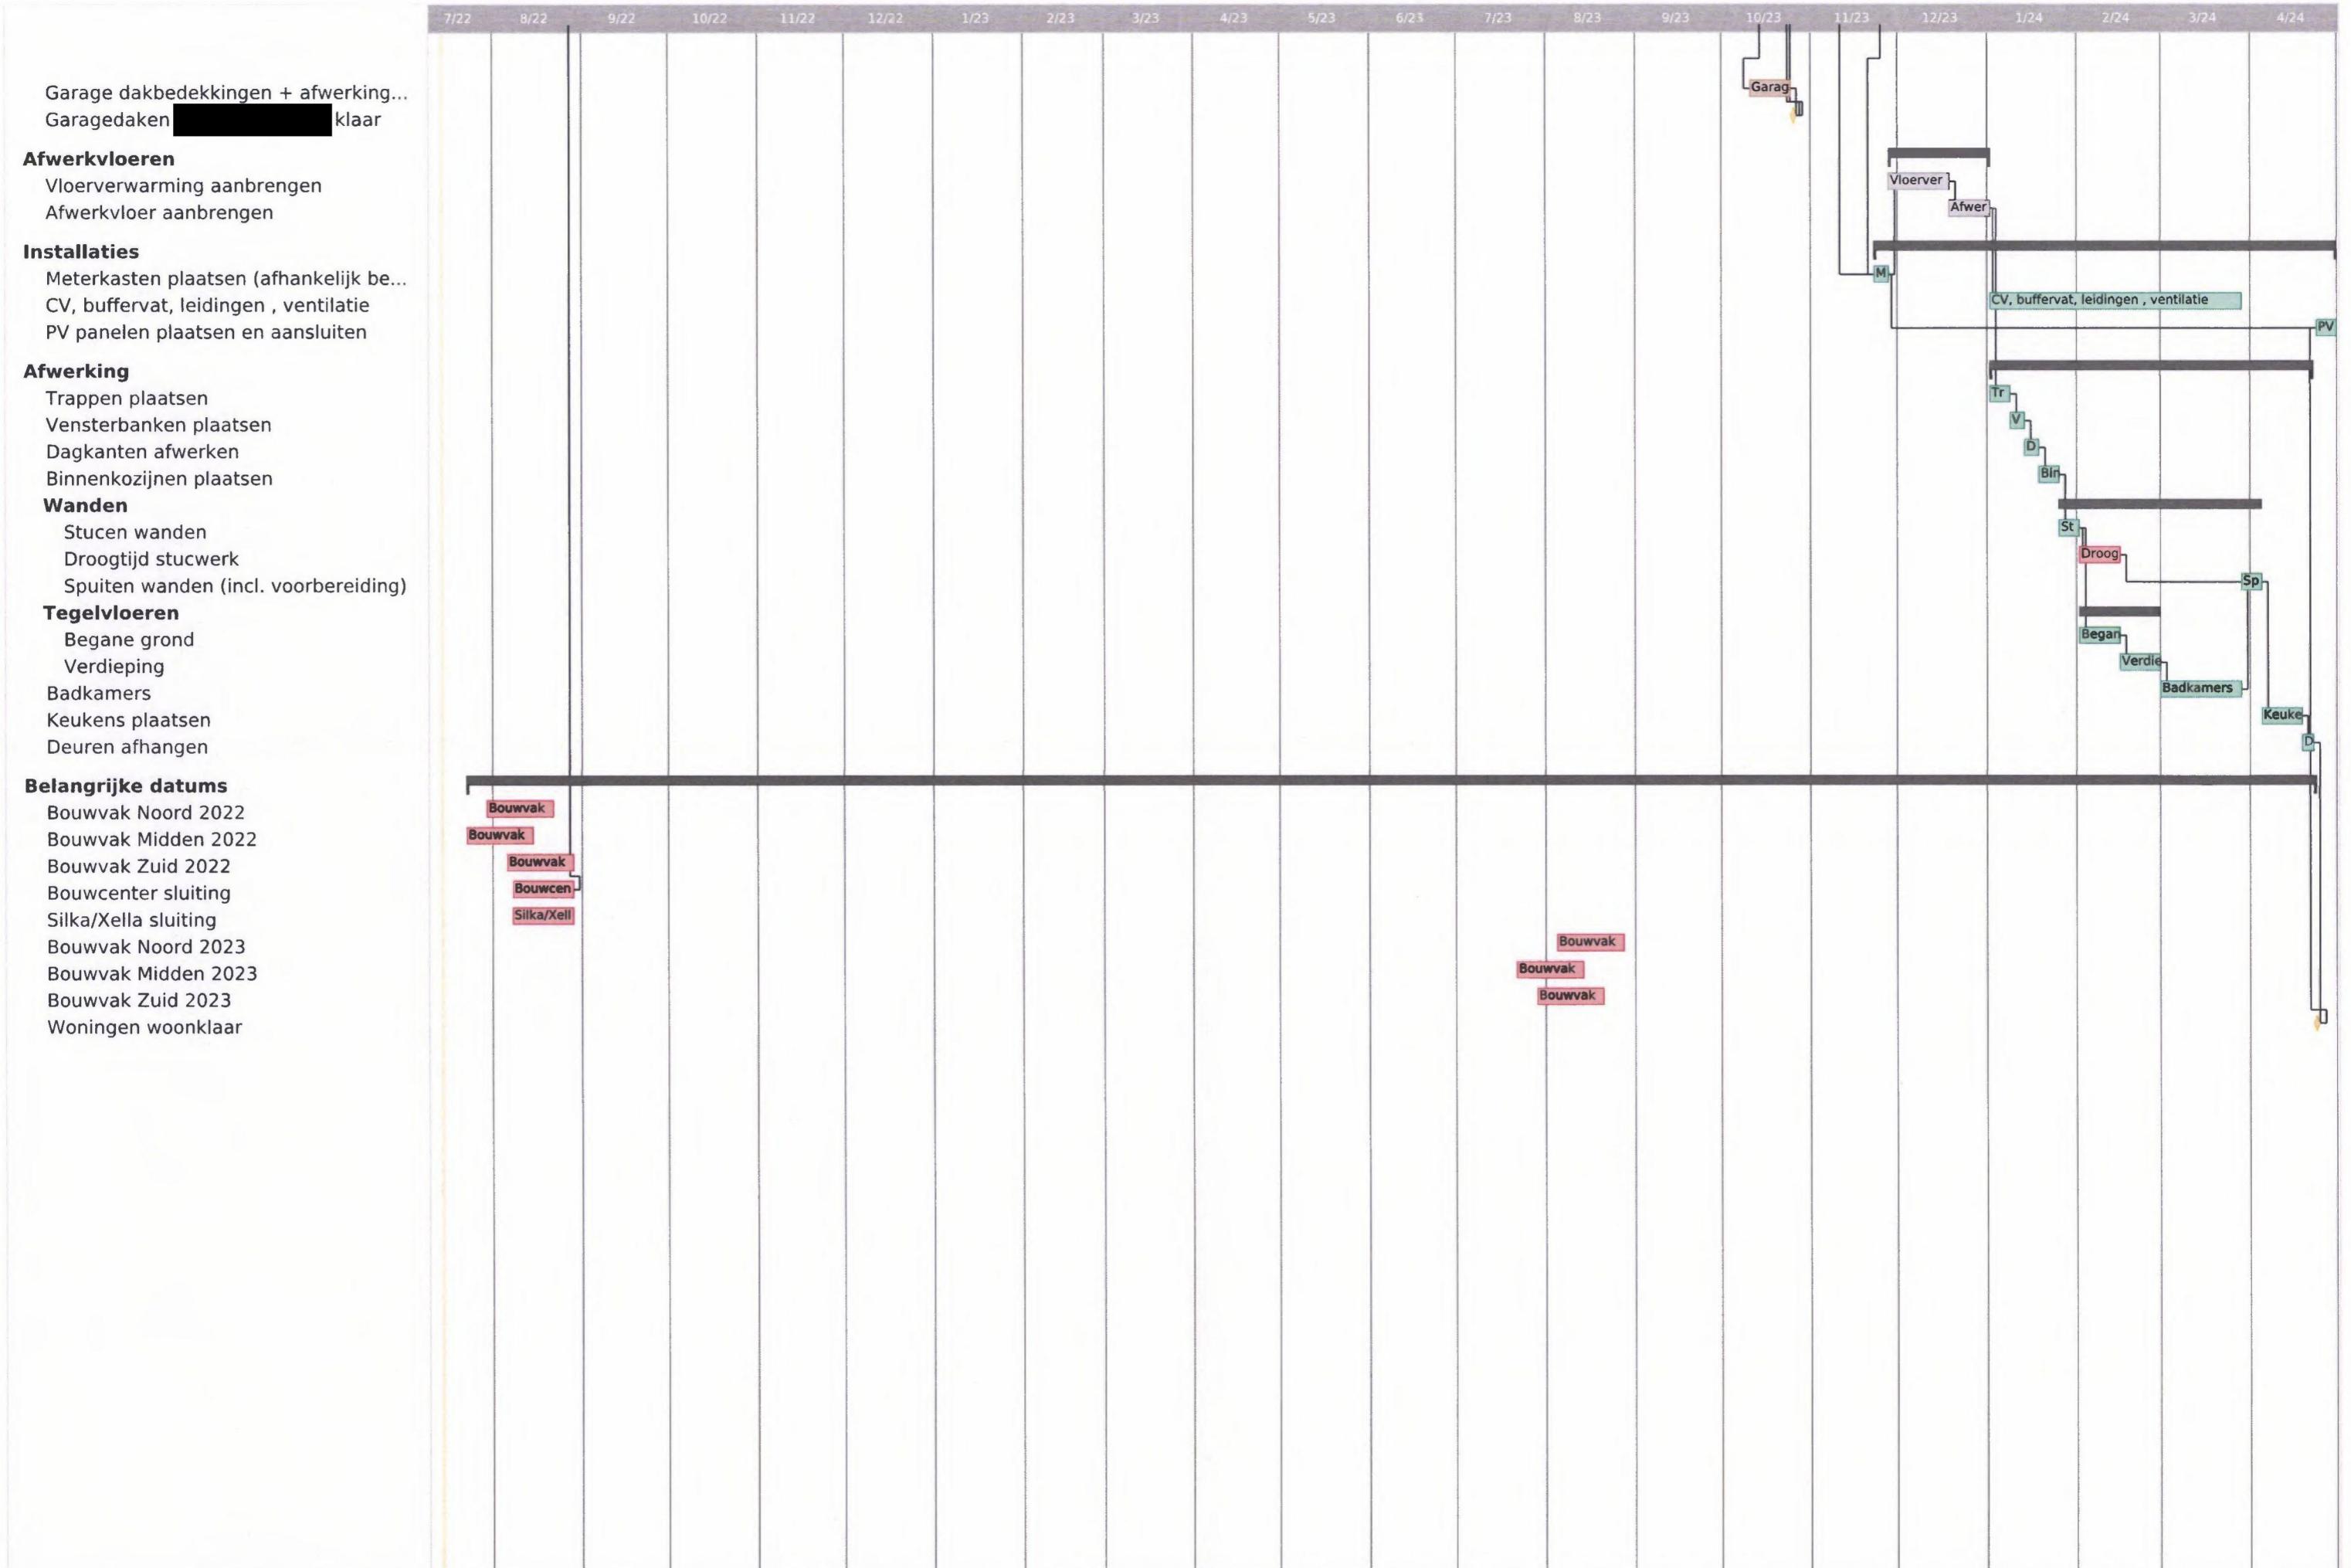 7/22 8/22 9/22 10/22 11/22 12/22 1/23 2/23 3/23 4/23 5/23 6/23 7/23 8/23 9/23 10/23 11/23 12/23 1/24 2/24 3/24 4/24
Garage dakbedekkingen + afwerking... Garag
Garagedaken klaar
Afwerkvloeren
Vloerverwarming aanbrengen Vloerver
Afwerkvloer aanbrengen Afwer
Installaties
Meterkasten plaatsen (afhankelijk be... M
CV, buffervat, leidingen , ventilatie CV, buffervat, leidingen , ventilatie
PV panelen plaatsen en aansluiten PV
Afwerking
Trappen plaatsen Tr
Vensterbanken plaatsen V
Dagkanten afwerken D
Binnenkozijnen plaatsen Bin
Wanden
Stucen wanden St
Droogtijd stucwerk Droog
Spuiten wanden (incl. voorbereiding) Sp
Tegelvloeren
Begane grond Began
Verdieping Verdie
Badkamers Badkamers
Keukens plaatsen Keuke
Deuren afhangen D
Belangrijke datums
Bouwvak Noord 2022 Bouwvak
Bouwvak Midden 2022 Bouwvak
Bouwvak Zuid 2022 Bouwvak
Bouwcenter sluiting Bouwcen
Silka/Xella sluiting Silka/Xell
Bouwvak Noord 2023 Bouwvak
Bouwvak Midden 2023 Bouwvak
Bouwvak Zuid 2023 Bouwvak
Woningen woonklaar